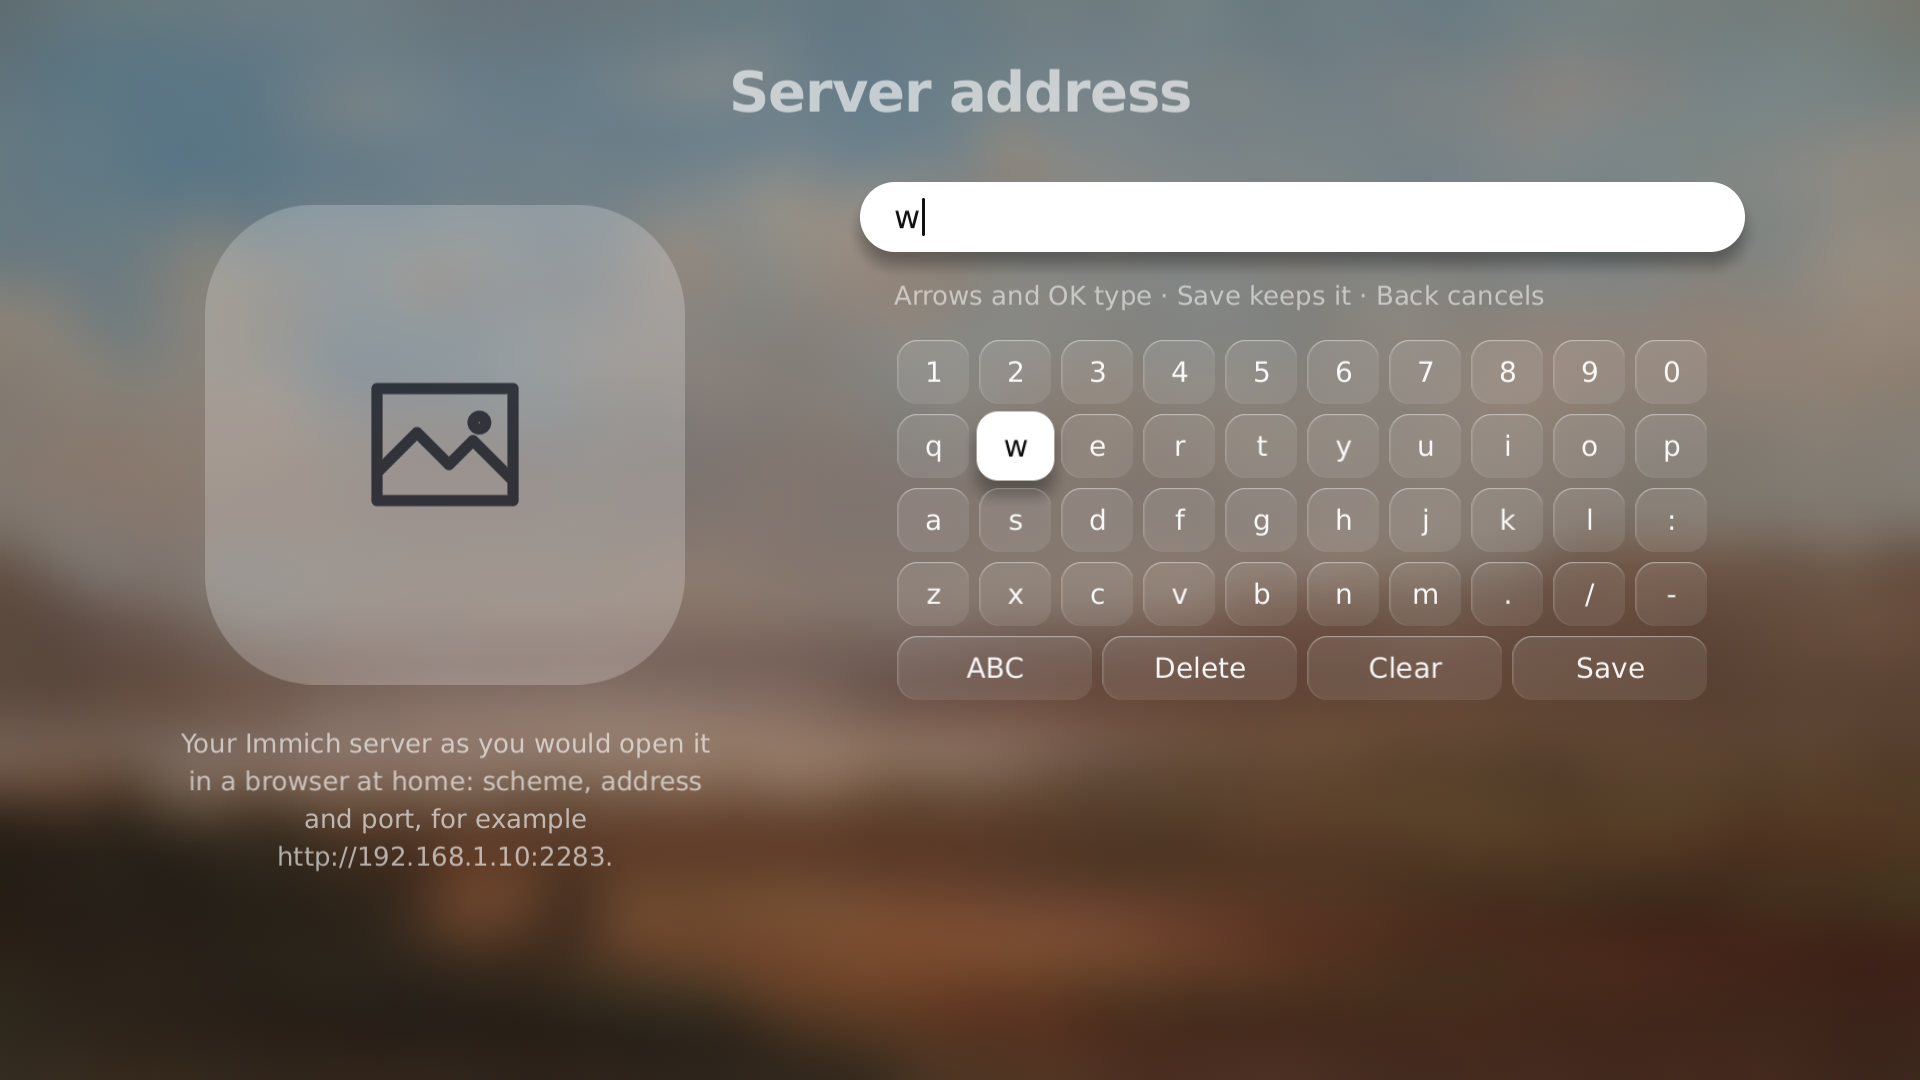 Server address
w
Arrows and OK type · Save keeps it · Back cancels
1 2 3 4 5 6 7 8 9 0
q w e r t y u i o p
a s d f g h j k l :
z x c v b n m . / -
ABC Delete Clear Save
Your Immich server as you would open it
in a browser at home: scheme, address
and port, for example
http://192.168.1.10:2283.